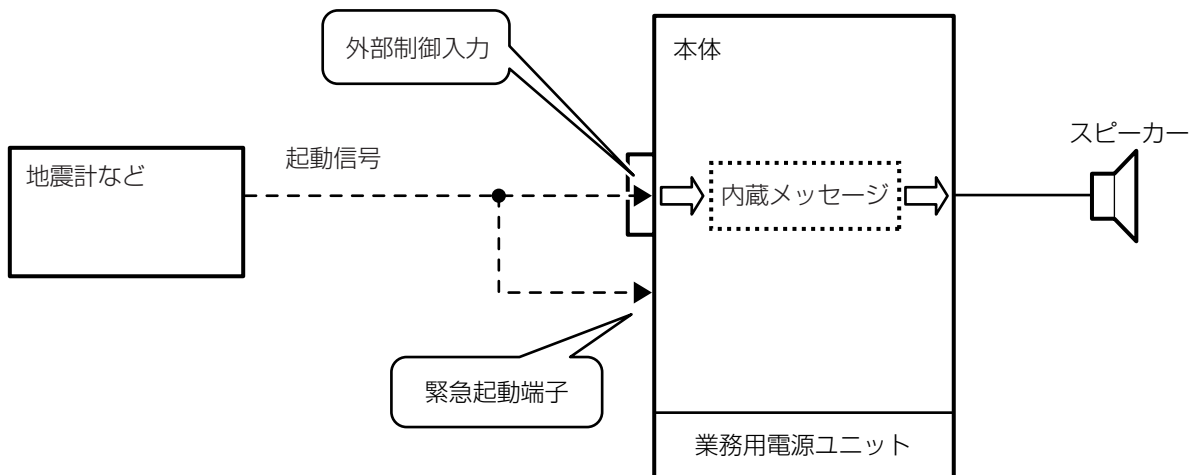 外部制御入力
本体
スピーカー
地震計など
起動信号
内蔵メッセージ
緊急起動端子
業務用電源ユニット